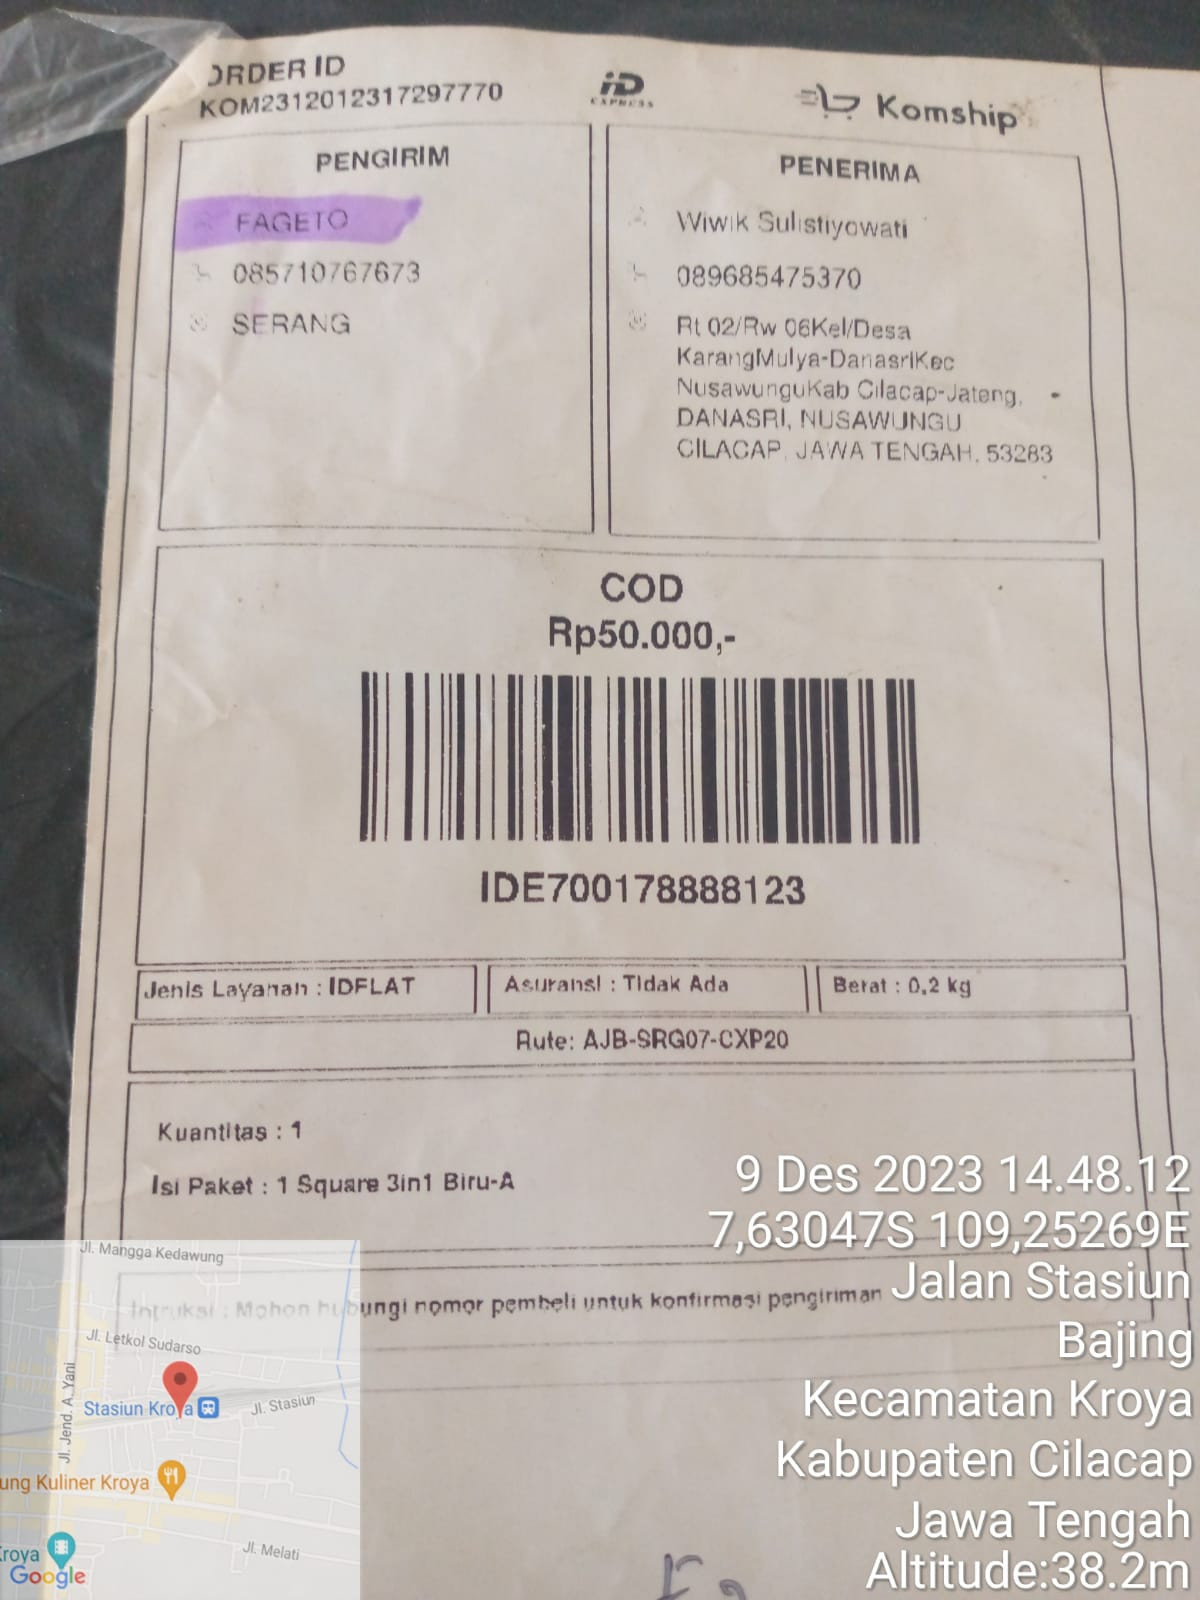 ORDER ID
KOM2312012317297770
iD
EXPRESS
Komship
PENGIRIM
FAGETO
085710767673
SERANG
PENERIMA
Wiwik Sulistiyowati
089685475370
Rt 02/Rw 06Kel/Desa
KarangMulya-DanasriKec
NusawunguKab Cilacap-Jateng,
DANASRI, NUSAWUNGU
CILACAP, JAWA TENGAH, 53283
COD
Rp50.000,-
IDE700178888123
Jenis Layanan : IDFLAT
Asuransi : Tidak Ada
Berat : 0,2 kg
Rute: AJB-SRG07-CXP20
Kuantitas : 1
Isi Paket : 1 Square 3in1 Biru-A
Intruksi : Mohon hubungi nomor pembeli untuk konfirmasi pengiriman
9 Des 2023 14.48.12
7,63047S 109,25269E
Jalan Stasiun
Bajing
Kecamatan Kroya
Kabupaten Cilacap
Jawa Tengah
Altitude:38.2m
Jl. Mangga Kedawung
Jl. Letkol Sudarso
Jl. Jend. A. Yani
Stasiun Kroya
Jl. Stasiun
ung Kuliner Kroya
Jl. Melati
Kroya
Google